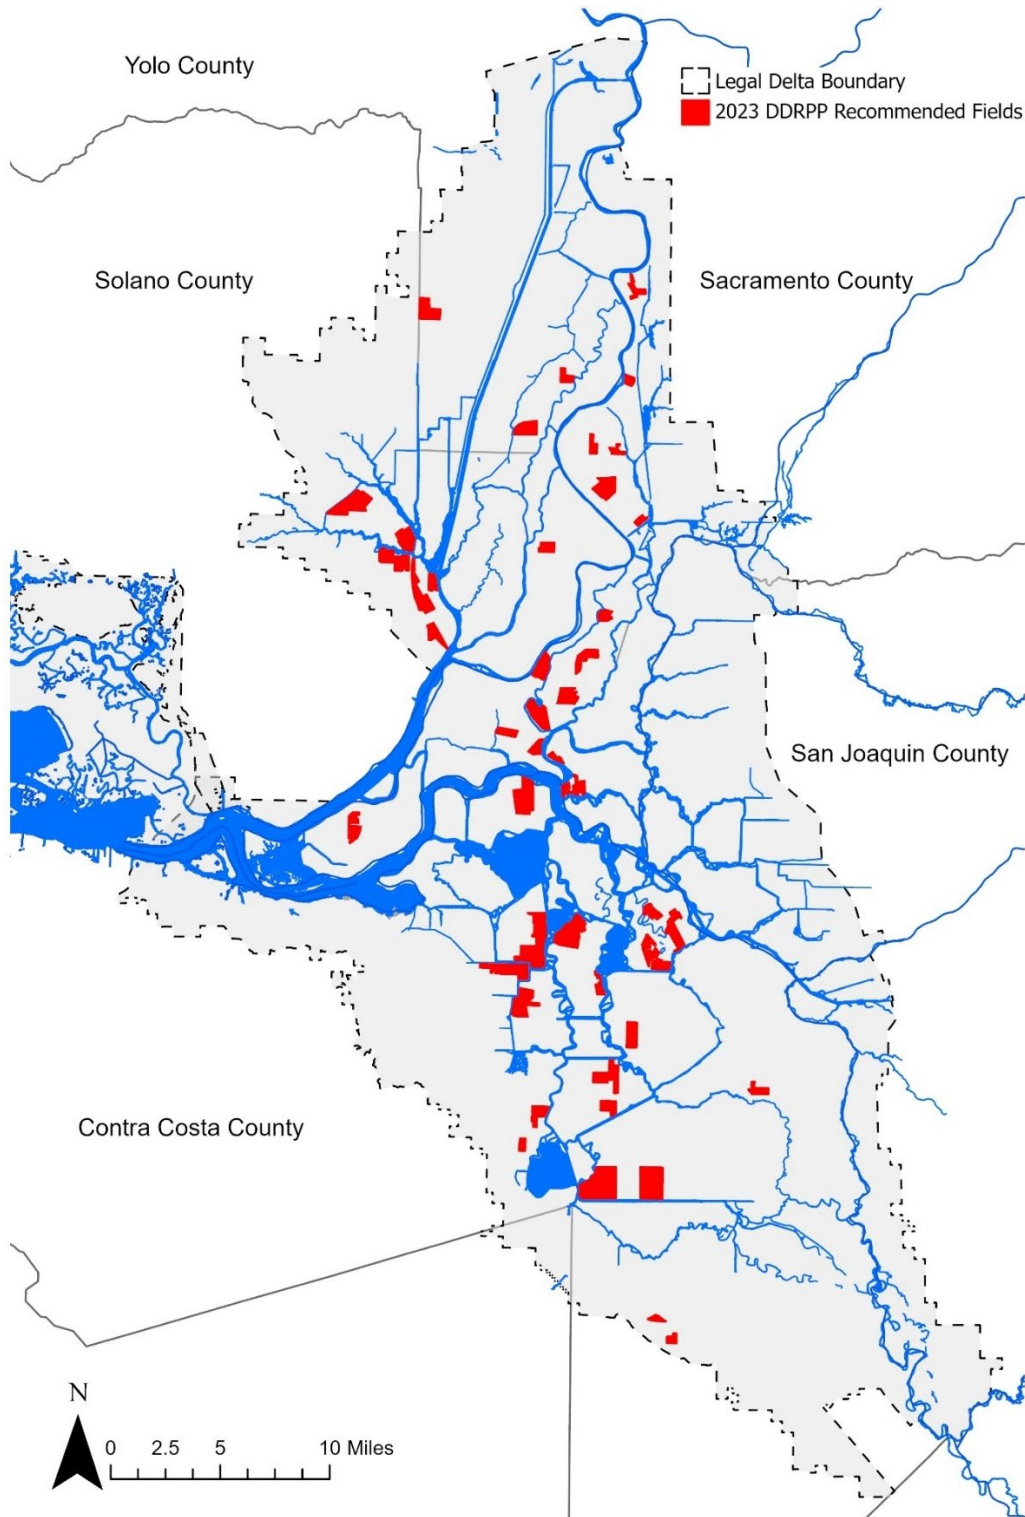 Yolo County
Legal Delta Boundary
2023 DDRPP Recommended Fields
Solano County
Sacramento County
San Joaquin County
Contra Costa County
N
0 2.5 5 10 Miles